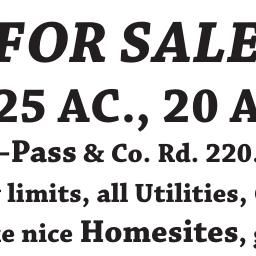 FOR SALE
25 AC., 20 A
-Pass & Co. Rd. 220.
limits, all Utilities,
nice Homesites,